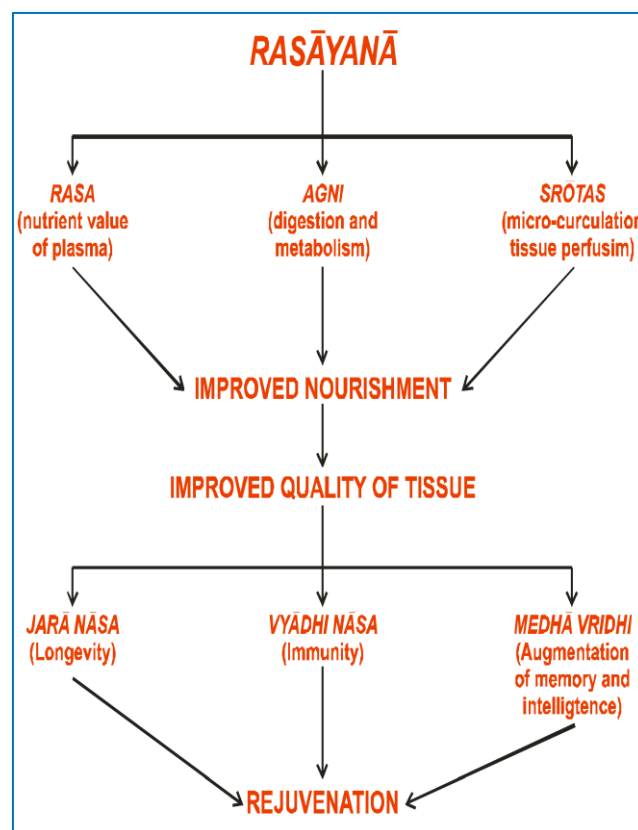 RASĀYANĀ
RASA
(nutrient value
of plasma)
AGNI
(digestion and
metabolism)
SRŌTAS
(micro-curculation
tissue perfusim)
IMPROVED NOURISHMENT
IMPROVED QUALITY OF TISSUE
JARĀ NĀSA
(Longevity)
VYĀDHI NĀSA
(Immunity)
MEDHĀ VRIDHI
(Augmentation
of memory and
intelligtence)
REJUVENATION